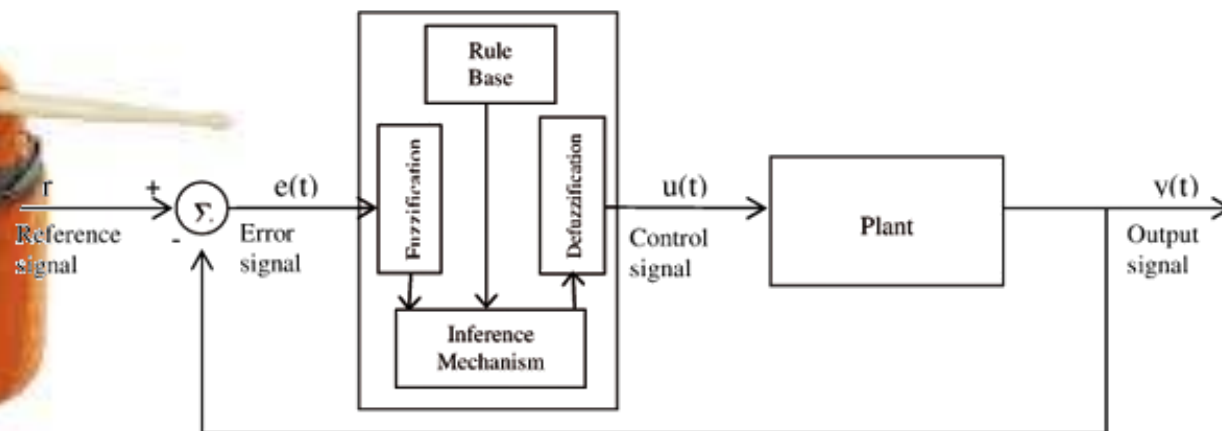 Rule
Base
Fuzzification
Defuzzification
Inference
Mechanism
r
+
-
Σ
Reference
signal
e(t)
Error
signal
u(t)
Control
signal
Plant
y(t)
Output
signal